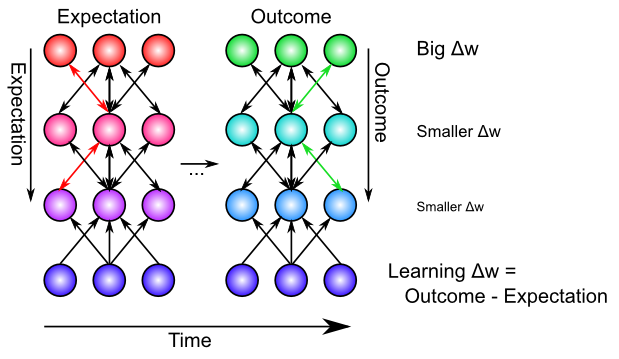 Expectation
Outcome
Expectation
Outcome
Big Δw
Smaller Δw
...
Smaller Δw
Learning Δw =
Outcome - Expectation
Time